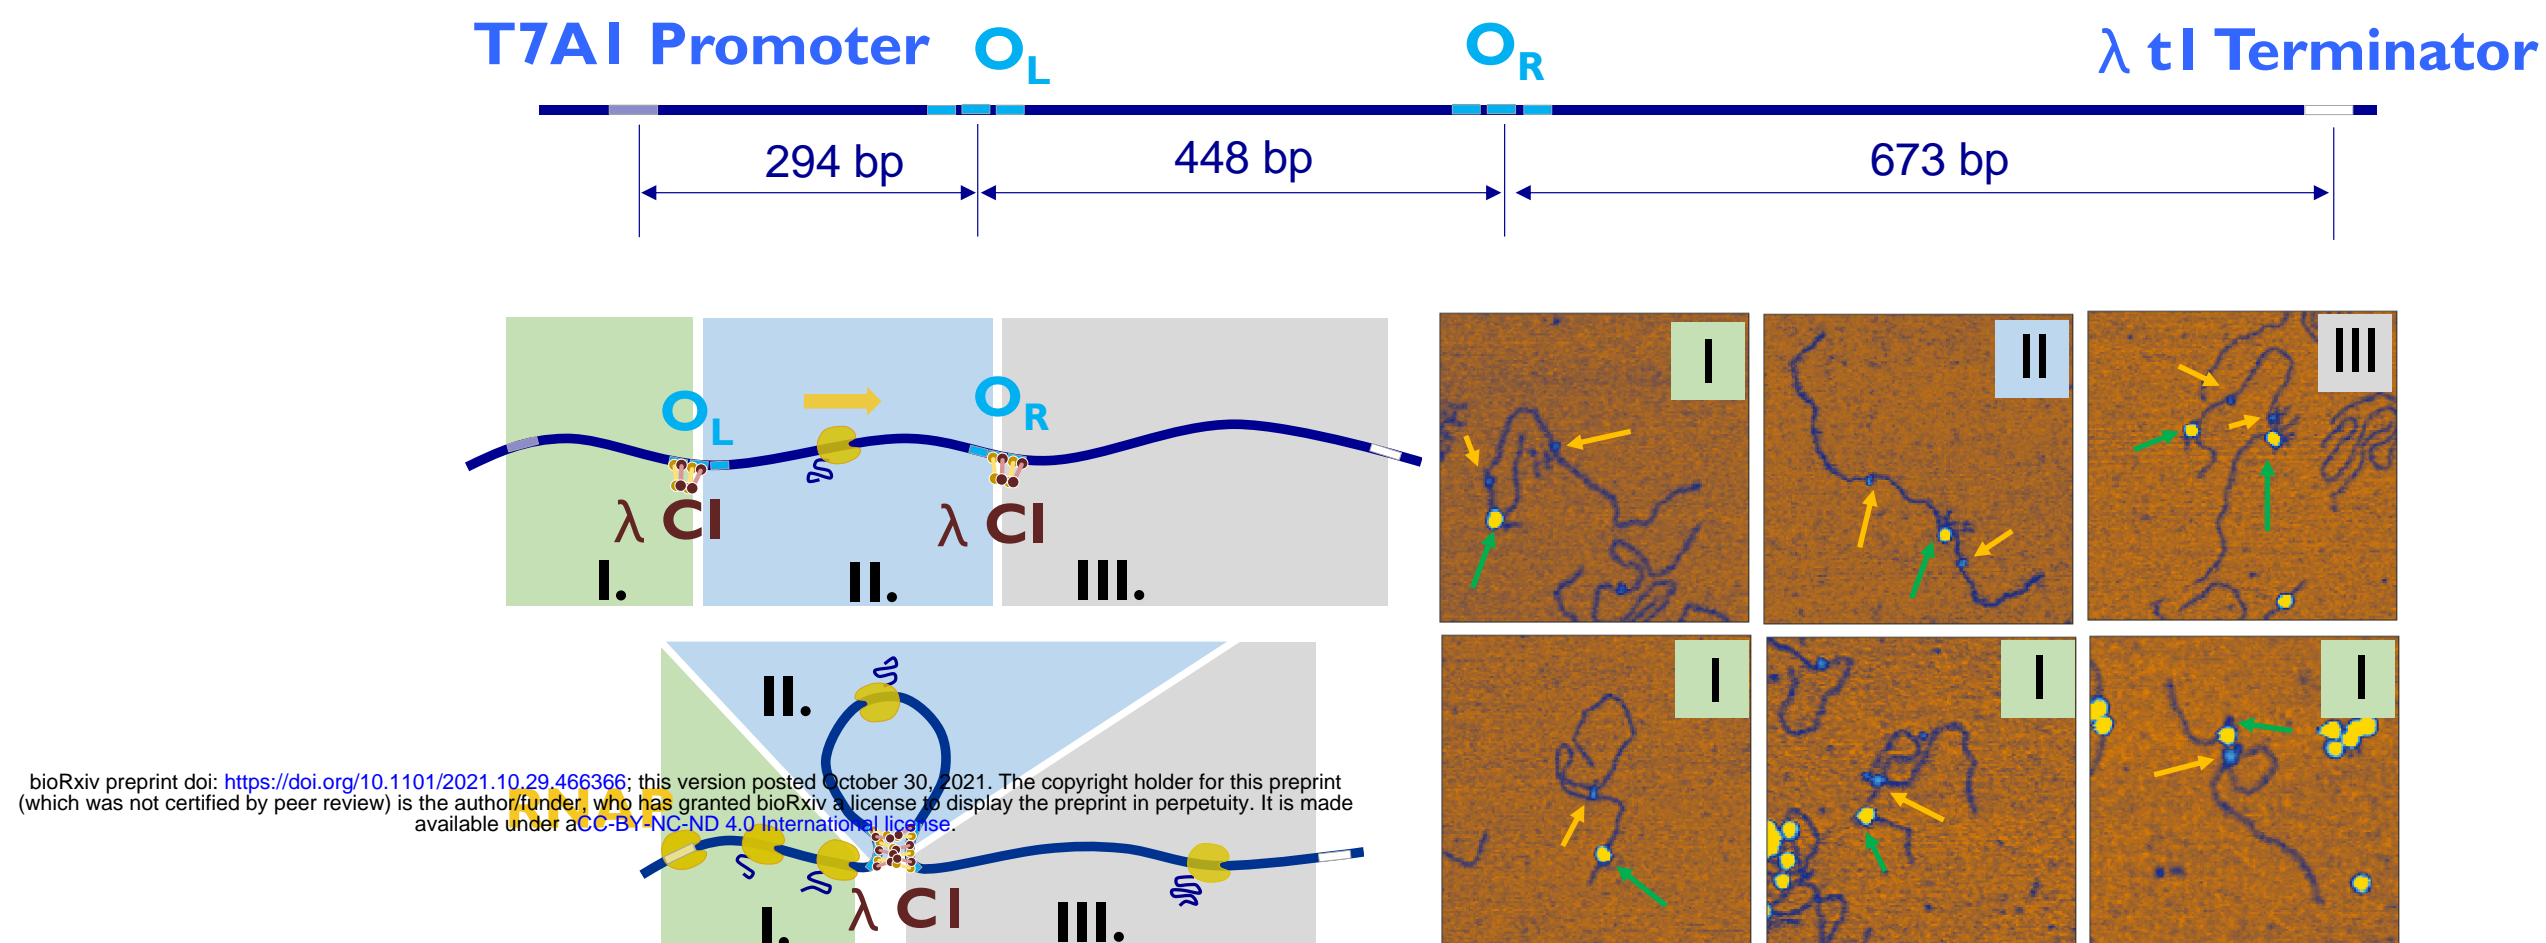 T7A1 Promoter
OL
OR
λ t1 Terminator
294 bp
448 bp
673 bp
OL
OR
λ CI
λ CI
I.
II.
III.
I
II
III
II.
I
I
I
RNAP
bioRxiv preprint doi: https://doi.org/10.1101/2021.10.29.466366; this version posted October 30, 2021. The copyright holder for this preprint
(which was not certified by peer review) is the author/funder, who has granted bioRxiv a license to display the preprint in perpetuity. It is made
available under aCC-BY-NC-ND 4.0 International license.
λ CI
I.
III.